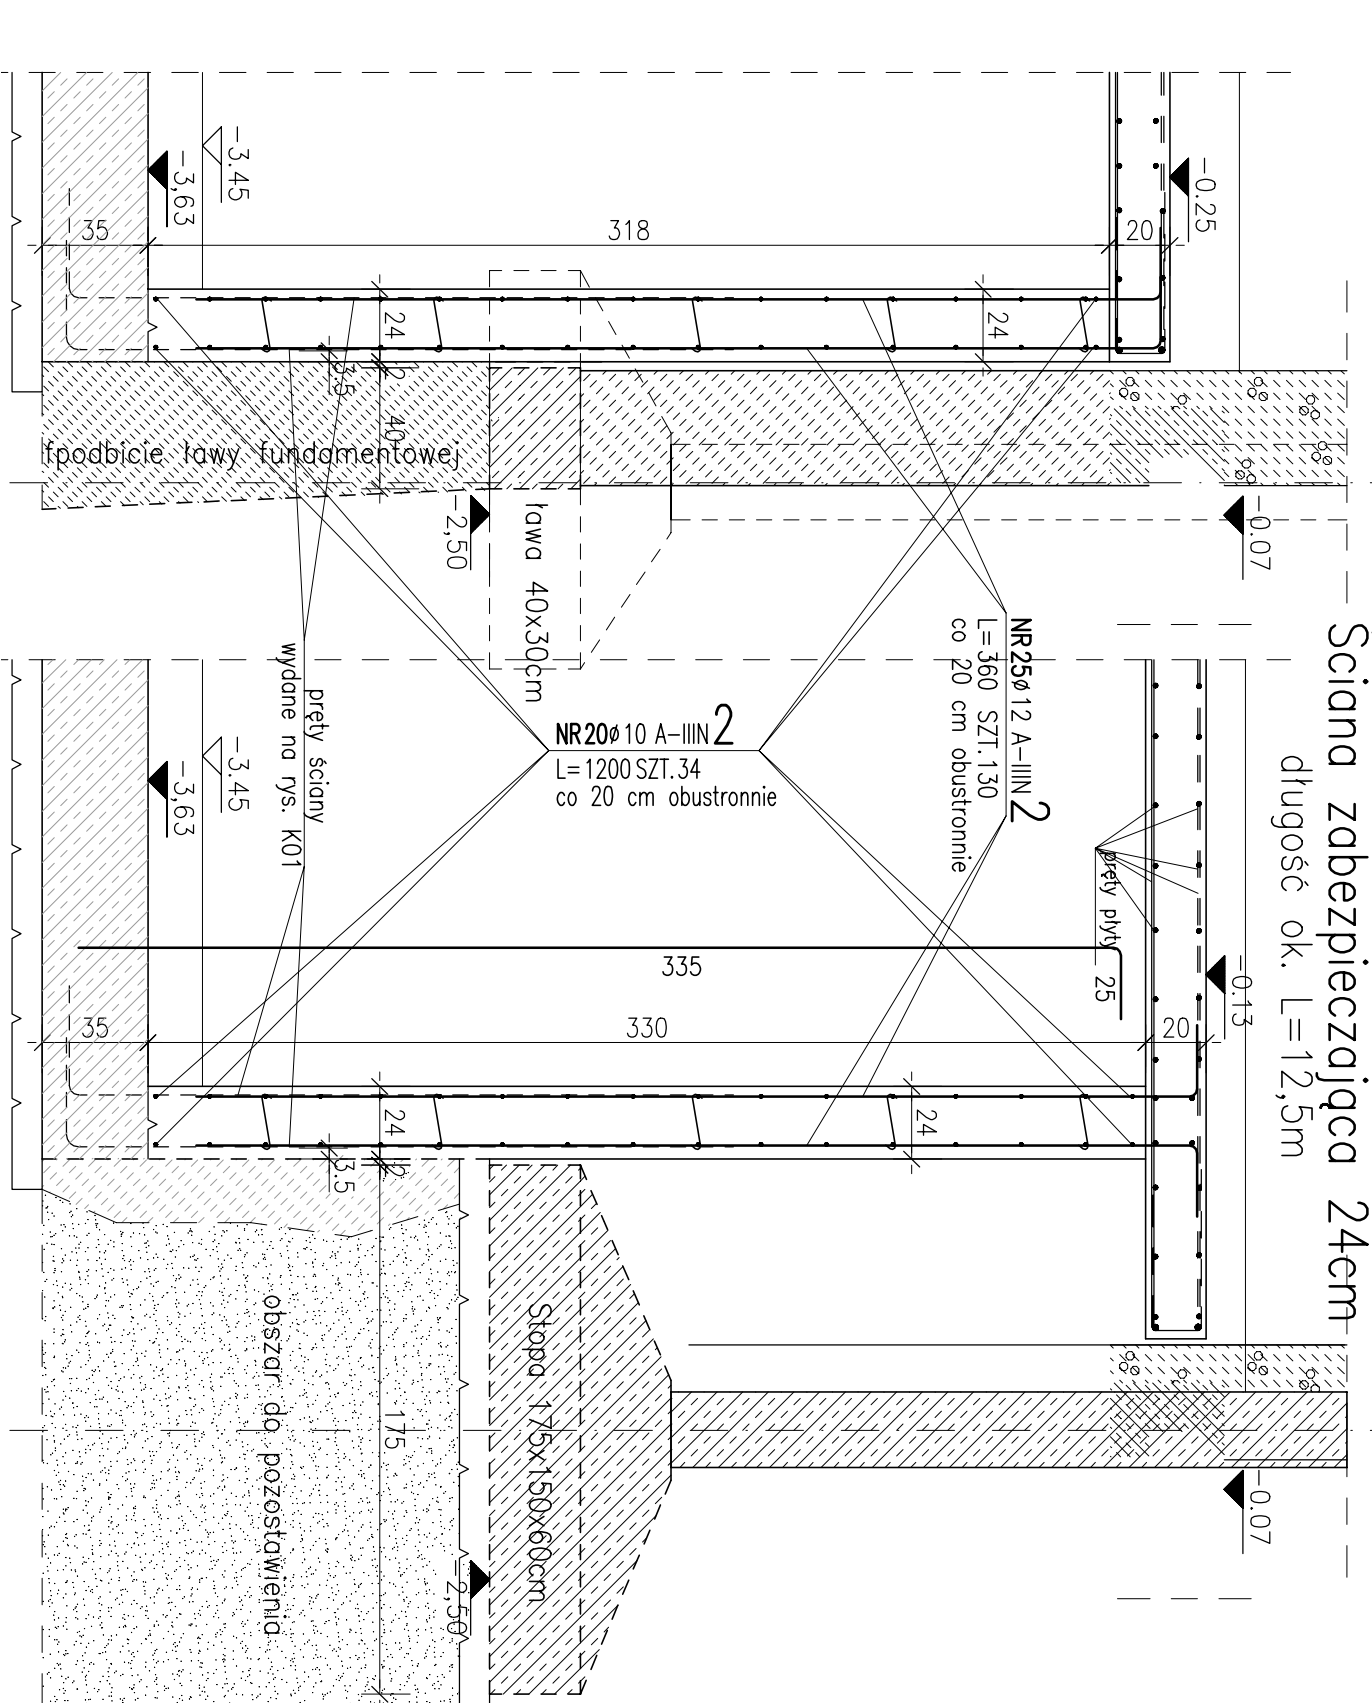 Sciana zabezpieczająca 24cm
długość ok. L=12,5m
-0.25
-0.07
-3.45
-3,63
35
318
20
24
24
3.5
2
40
fpodbicie ławy fundamentowej
-2,50
ława 40x30cm
NR25ø12 A-IIIN 2
L=360 SZT.130
co 20 cm obustronnie
NR20ø10 A-IIIN 2
L=1200 SZT.34
co 20 cm obustronnie
pręty ściany
wydane na rys. K01
pręty płyty
25
335
-0.13
-3.45
-3,63
35
330
20
24
24
3.5
2
175
obszar do pozostawienia
Stopa 175x150x60cm
-2,50
-0.07